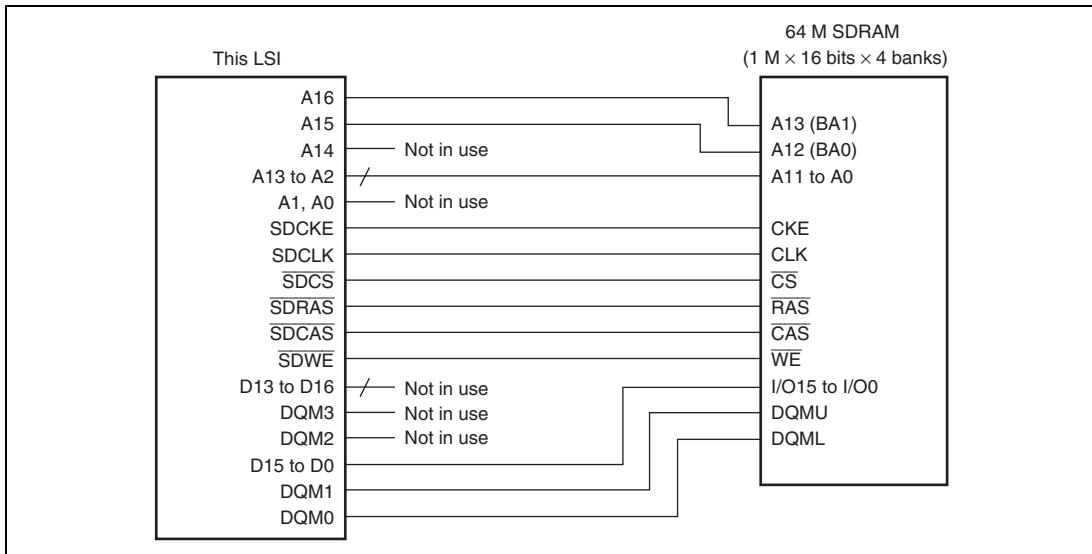 This LSI
A16
A15
A14 Not in use
A13 to A2
A1, A0 Not in use
SDCKE
SDCLK
SDCS
SDRAS
SDCAS
SDWE
D13 to D16 Not in use
DQM3 Not in use
DQM2 Not in use
D15 to D0
DQM1
DQM0
64 M SDRAM
(1 M × 16 bits × 4 banks)
A13 (BA1)
A12 (BA0)
A11 to A0
CKE
CLK
CS
RAS
CAS
WE
I/O15 to I/O0
DQMU
DQML